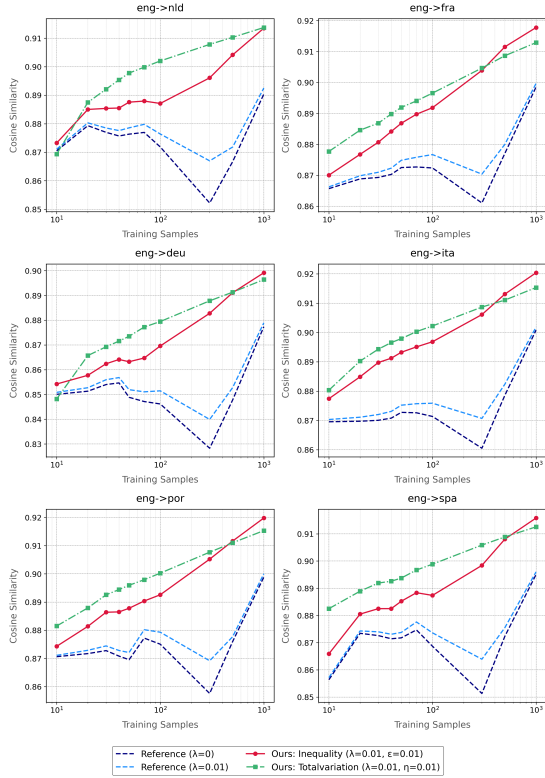 eng->nld
eng->fra
0.91
0.90
0.89
0.88
0.87
0.86
0.85
Cosine Similarity
10^1
10^2
10^3
Training Samples
0.92
0.91
0.90
0.89
0.88
0.87
0.86
Cosine Similarity
10^1
10^2
10^3
Training Samples
eng->deu
eng->ita
0.90
0.89
0.88
0.87
0.86
0.85
0.84
0.83
Cosine Similarity
10^1
10^2
10^3
Training Samples
0.92
0.91
0.90
0.89
0.88
0.87
0.86
Cosine Similarity
10^1
10^2
10^3
Training Samples
eng->por
eng->spa
0.92
0.91
0.90
0.89
0.88
0.87
0.86
Cosine Similarity
10^1
10^2
10^3
Training Samples
0.91
0.90
0.89
0.88
0.87
0.86
0.85
Cosine Similarity
10^1
10^2
10^3
Training Samples
Reference (λ=0)
Reference (λ=0.01)
Ours: Inequality (λ=0.01, ε=0.01)
Ours: Totalvariation (λ=0.01, η=0.01)